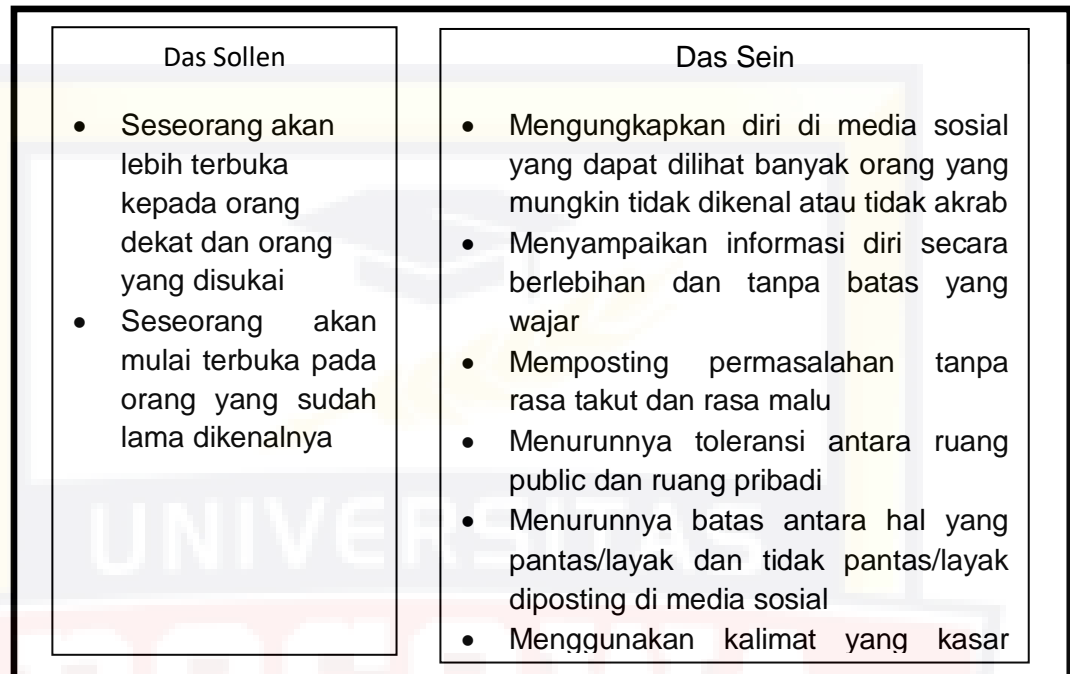 Das Sollen
• Seseorang akan
lebih terbuka
kepada orang
dekat dan orang
yang disukai
• Seseorang akan
mulai terbuka pada
orang yang sudah
lama dikenalnya
Das Sein
• Mengungkapkan diri di media sosial
yang dapat dilihat banyak orang yang
mungkin tidak dikenal atau tidak akrab
• Menyampaikan informasi diri secara
berlebihan dan tanpa batas yang
wajar
• Memposting permasalahan tanpa
rasa takut dan rasa malu
• Menurunnya toleransi antara ruang
public dan ruang pribadi
• Menurunnya batas antara hal yang
pantas/layak dan tidak pantas/layak
diposting di media sosial
• Menggunakan kalimat yang kasar
UNIVERSITAS